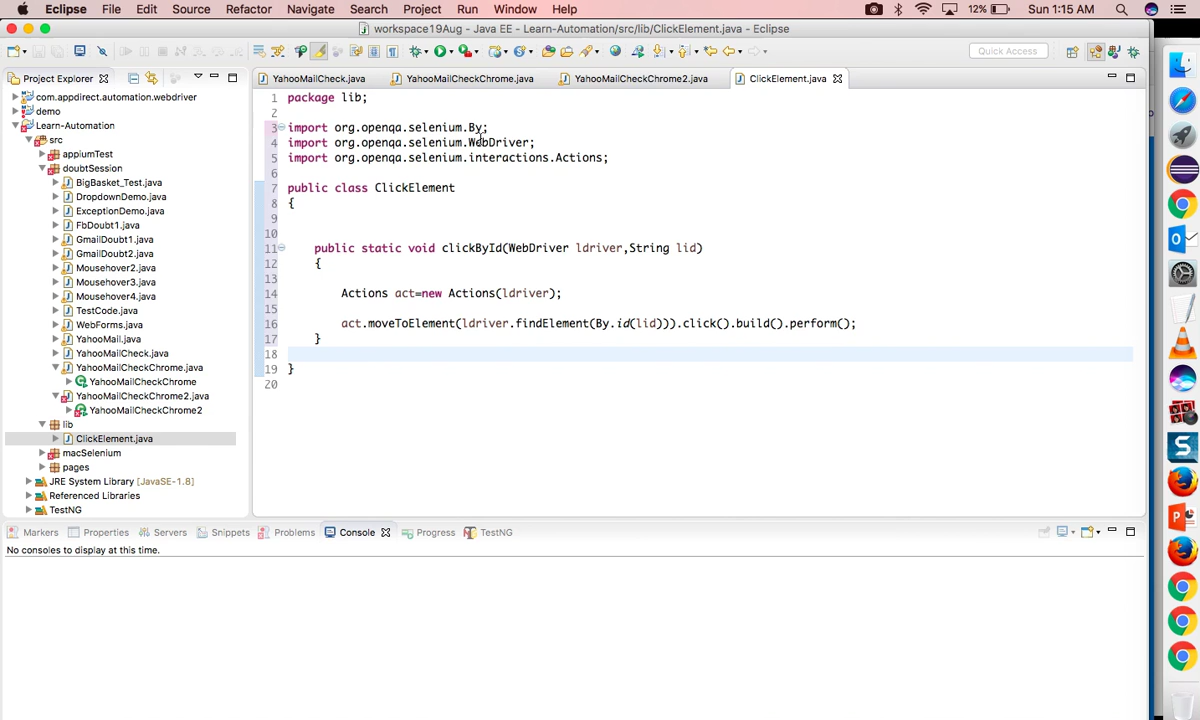 Eclipse File Edit Source Refactor Navigate Search Project Run Window Help 12% Sun 1:15 AM
workspace19Aug - Java EE - Learn-Automation/src/lib/ClickElement.java - Eclipse
Quick Access
Project Explorer
YahooMailCheck.java YahooMailCheckChrome.java YahooMailCheckChrome2.java ClickElement.java
com.appdirect.automation.webdriver
demo
Learn-Automation
src
appiumTest
doubtSession
BigBasket_Test.java
DropdownDemo.java
ExceptionDemo.java
FbDoubt1.java
GmailDoubt1.java
GmailDoubt2.java
Mousehover2.java
Mousehover3.java
Mousehover4.java
TestCode.java
WebForms.java
YahooMail.java
YahooMailCheck.java
YahooMailCheckChrome.java
YahooMailCheckChrome
YahooMailCheckChrome2.java
YahooMailCheckChrome2
lib
ClickElement.java
macSelenium
pages
JRE System Library [JavaSE-1.8]
Referenced Libraries
TestNG
1 package lib;
2
3 import org.openqa.selenium.By;
4 import org.openqa.selenium.WebDriver;
5 import org.openqa.selenium.interactions.Actions;
6
7 public class ClickElement
8 {
9
10
11 public static void clickById(WebDriver ldriver,String lid)
12 {
13
14 Actions act=new Actions(ldriver);
15
16 act.moveToElement(ldriver.findElement(By.id(lid))).click().build().perform();
17 }
18
19 }
20
Markers Properties Servers Snippets Problems Console Progress TestNG
No consoles to display at this time.